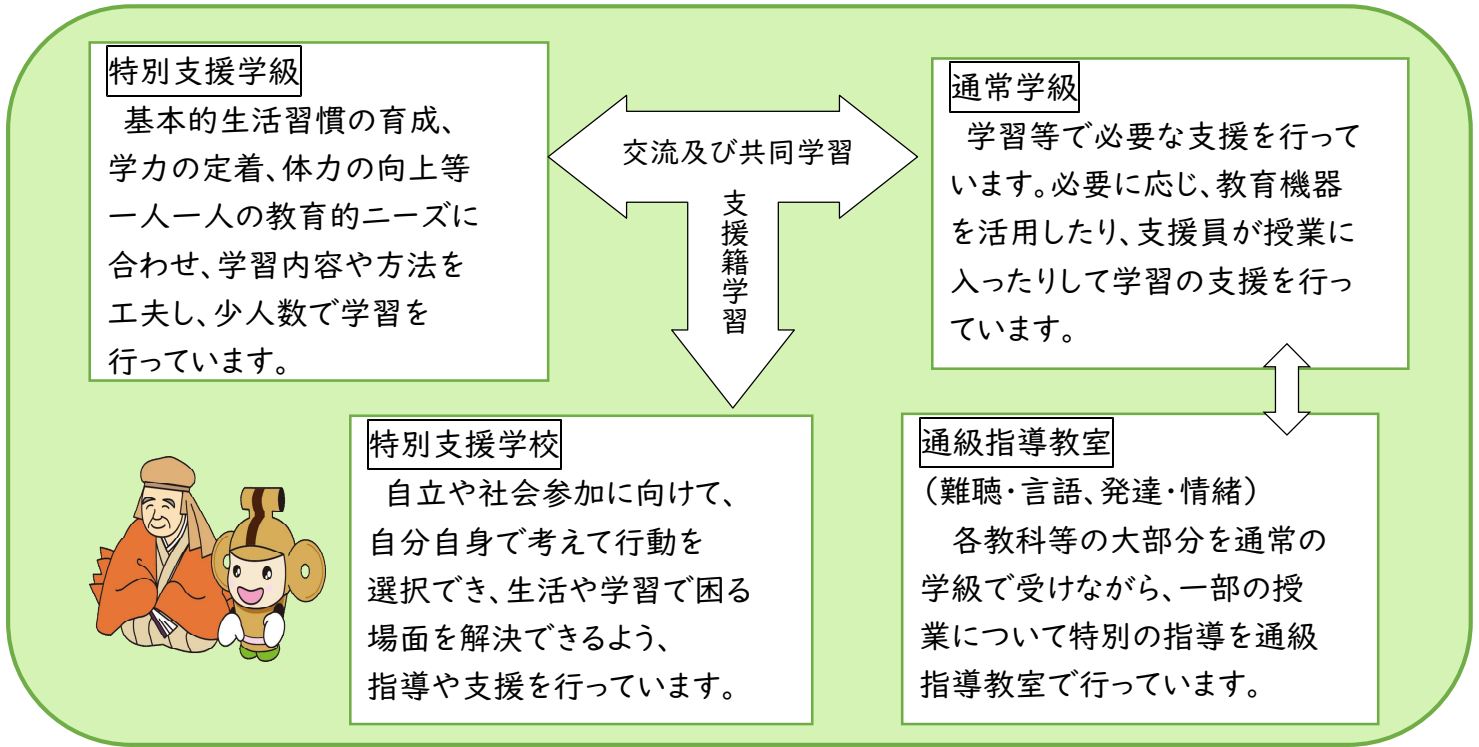 特別支援学級
基本的生活習慣の育成、
学力の定着、体力の向上等
一人一人の教育的ニーズに
合わせ、学習内容や方法を
工夫し、少人数で学習を
行っています。
交流及び共同学習
支援籍学習
通常学級
学習等で必要な支援を行って
います。必要に応じ、教育機器
を活用したり、支援員が授業に
入ったりして学習の支援を行っ
ています。
特別支援学校
自立や社会参加に向けて、
自分自身で考えて行動を
選択でき、生活や学習で困る
場面を解決できるよう、
指導や支援を行っています。
通級指導教室
（難聴・言語、発達・情緒）
各教科等の大部分を通常の
学級で受けながら、一部の授
業について特別の指導を通級
指導教室で行っています。